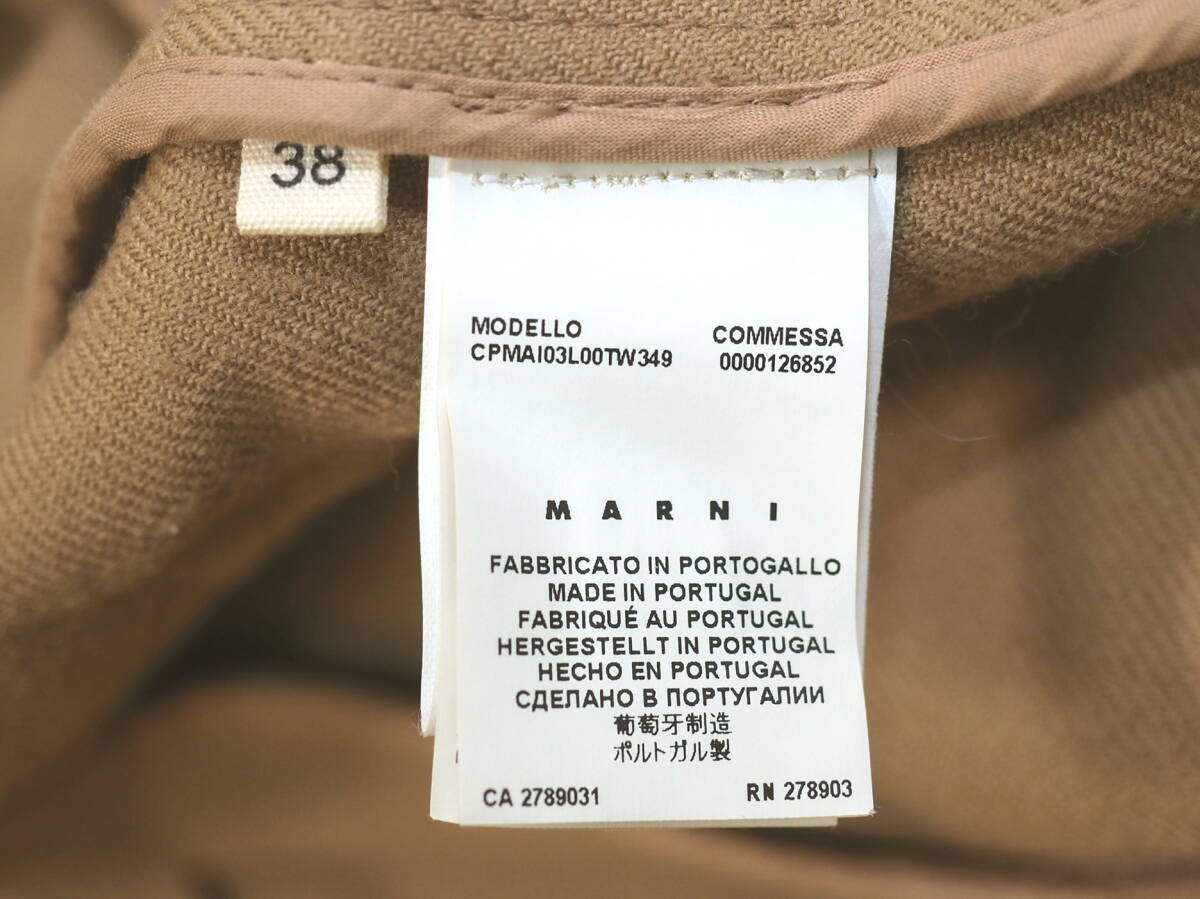 38
MODELLO
CPMAI03L00TW349
COMMESSA
0000126852
MARNI
FABBRICATO IN PORTOGALLO
MADE IN PORTUGAL
FABRIQUÉ AU PORTUGAL
HERGESTELLT IN PORTUGAL
HECHO EN PORTUGAL
СДЕЛАНО В ПОРТУГАЛИИ
葡萄牙制造
ポルトガル製
CA 2789031
RN 278903